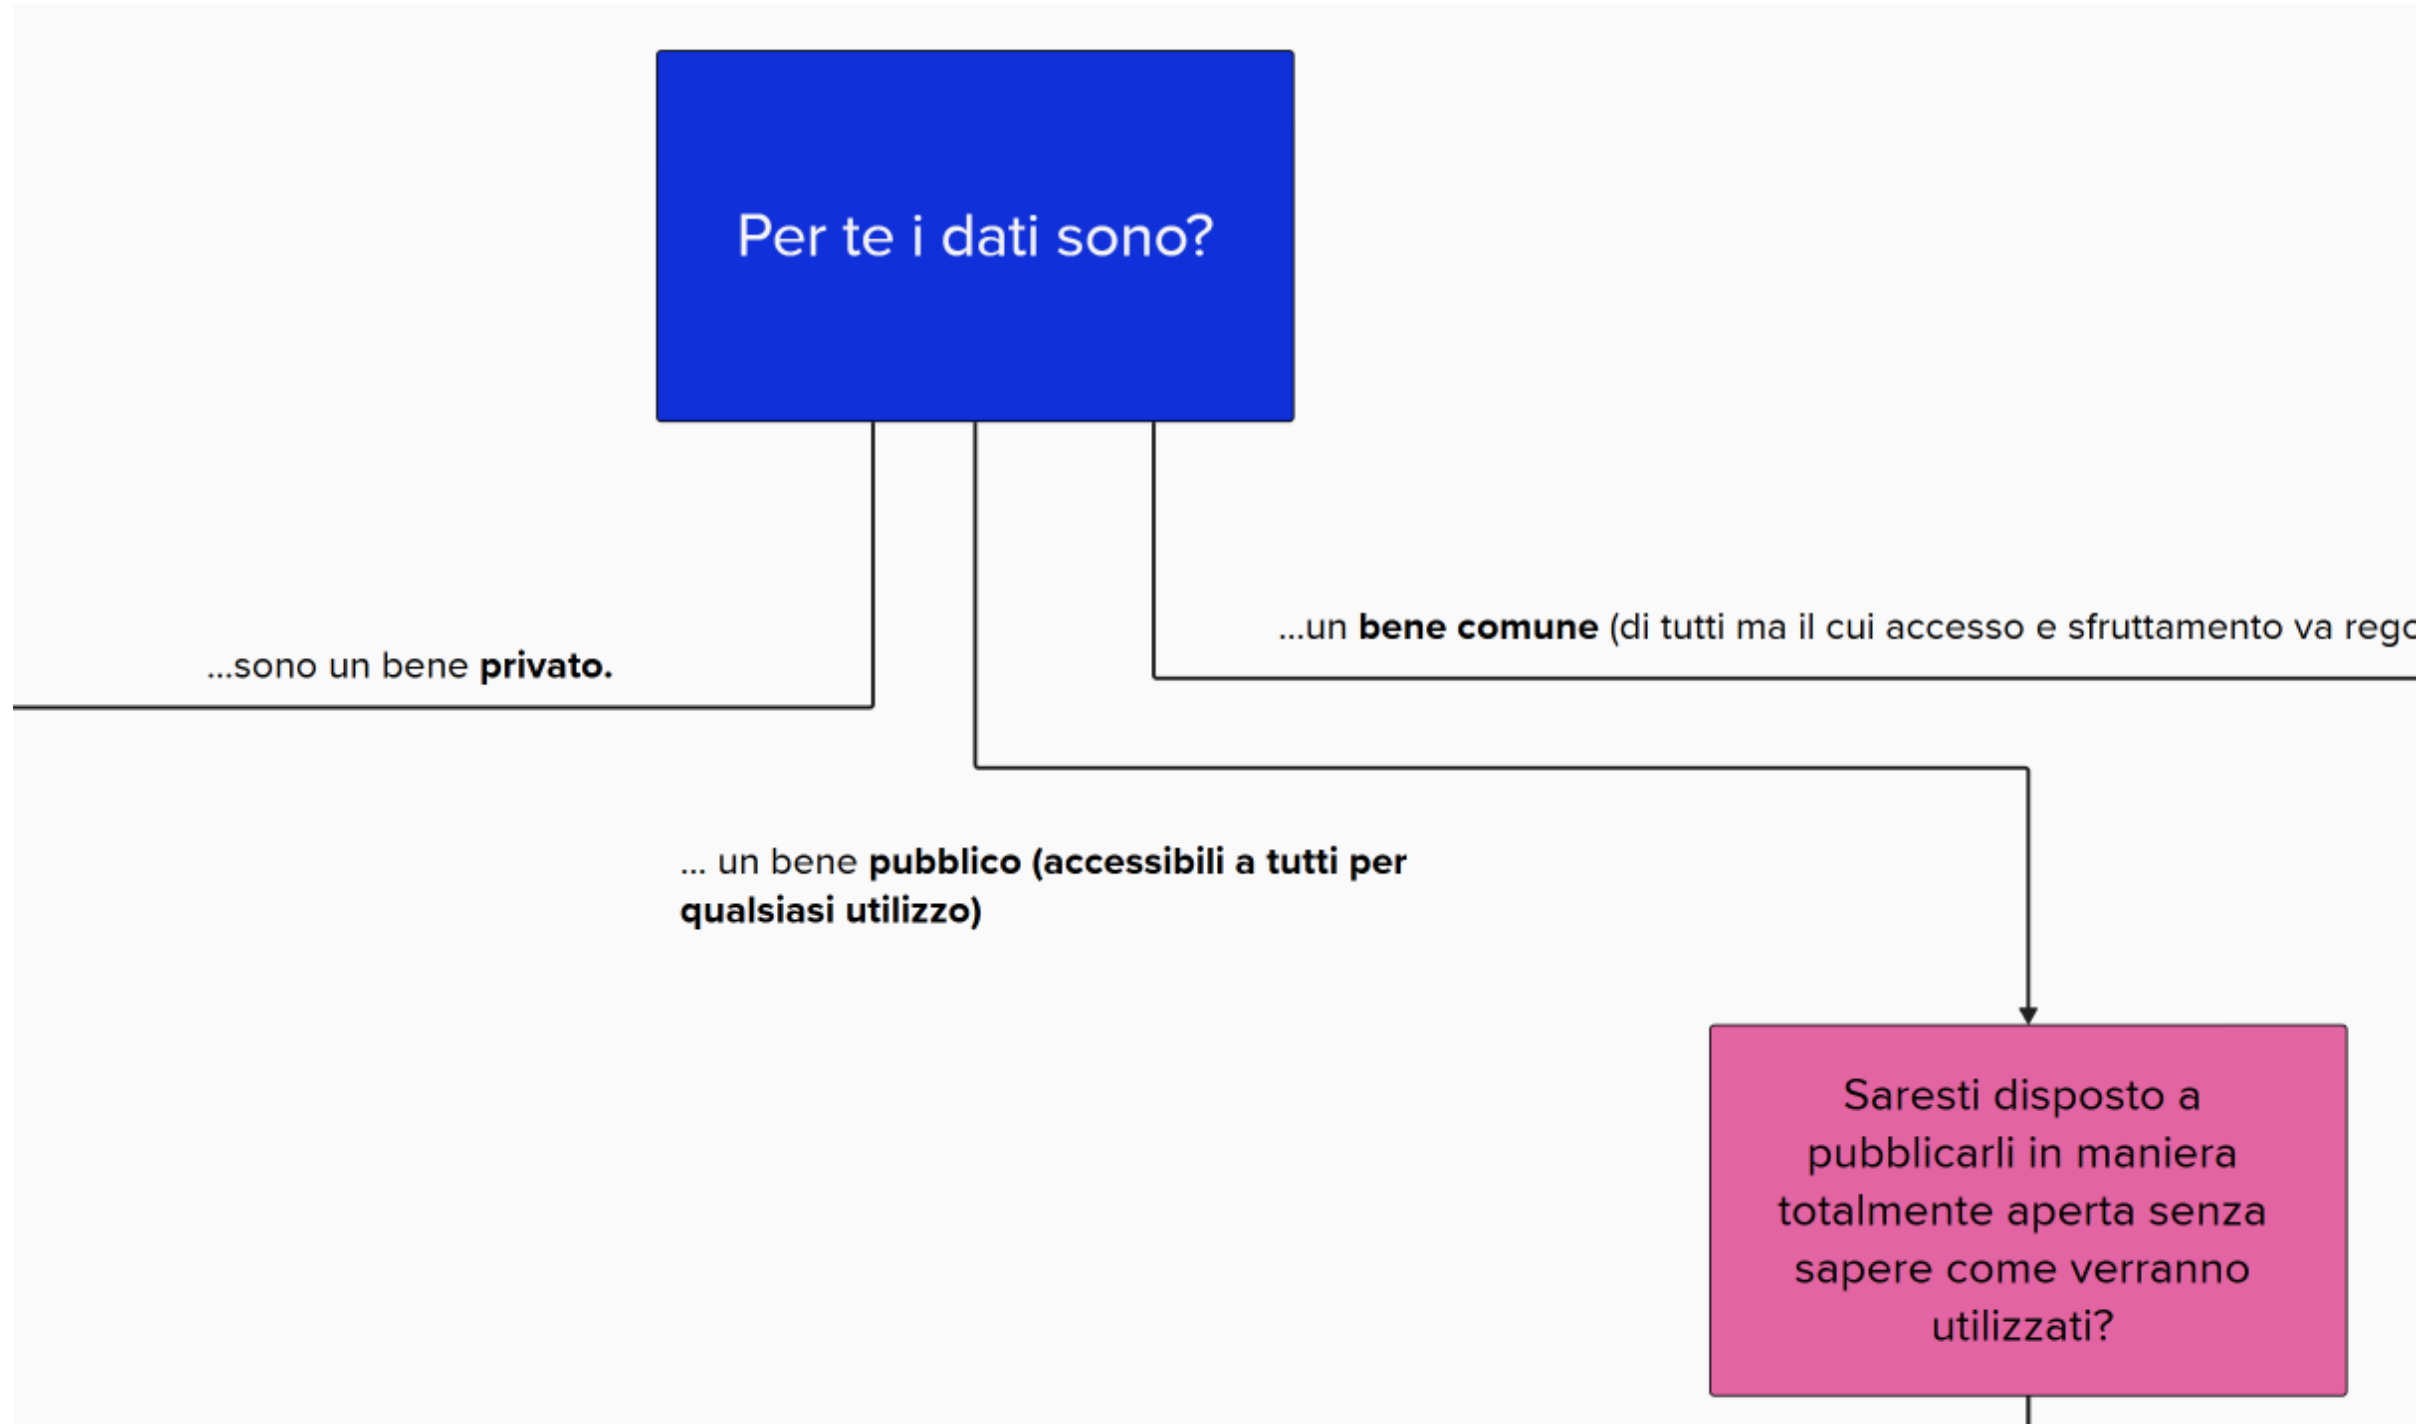 Per te i dati sono?
...un bene comune (di tutti ma il cui accesso e sfruttamento va rego
...sono un bene privato.
... un bene pubblico (accessibili a tutti per
qualsiasi utilizzo)
Saresti disposto a
pubblicarli in maniera
totalmente aperta senza
sapere come verranno
utilizzati?